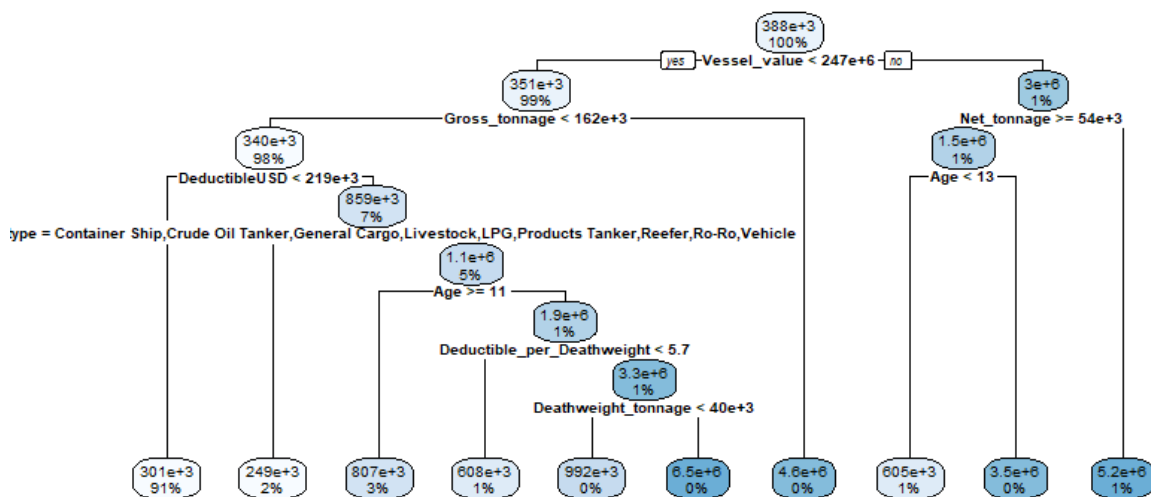 388e+3
100%
yes Vessel_value < 247e+6 no
351e+3
99%
3e+6
1%
Gross_tonnage < 162e+3
Net_tonnage >= 54e+3
340e+3
98%
1.5e+6
1%
DeductibleUSD < 219e+3
Age < 13
859e+3
7%
type = Container Ship,Crude Oil Tanker,General Cargo,Livestock,LPG,Products Tanker,Reefer,Ro-Ro,Vehicle
1.1e+6
5%
Age >= 11
1.9e+6
1%
Deductible_per_Deathweight < 5.7
3.3e+6
1%
Deathweight_tonnage < 40e+3
301e+3
91%
249e+3
2%
807e+3
3%
608e+3
1%
992e+3
0%
6.5e+6
0%
4.6e+6
0%
605e+3
1%
3.5e+6
0%
5.2e+6
1%